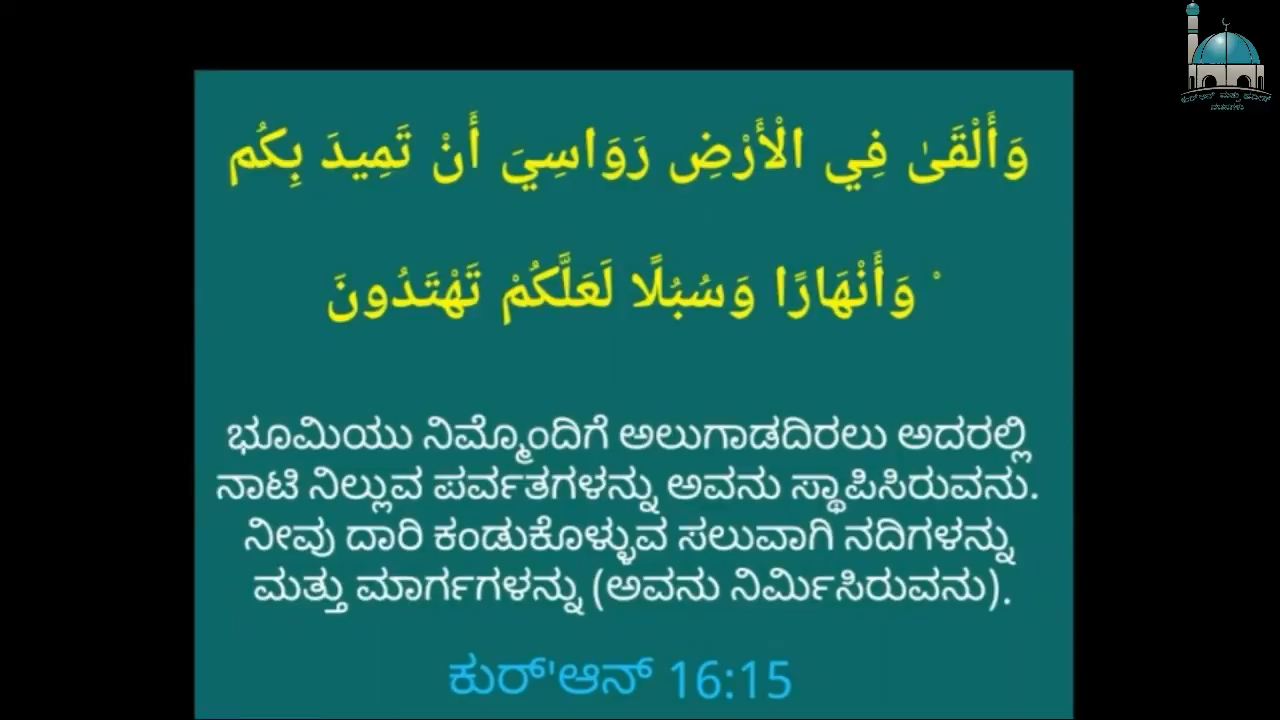 وَأَلْقَىٰ فِي الْأَرْضِ رَوَاسِيَ أَنْ تَمِيدَ بِكُم
ْ وَأَنْهَارًا وَسُبُلًا لَعَلَّكُمْ تَهْتَدُونَ
ಭೂಮಿಯು ನಿಮ್ಮೊಂದಿಗೆ ಅಲುಗಾಡದಿರಲು ಅದರಲ್ಲಿ
ನಾಟಿ ನಿಲ್ಲುವ ಪರ್ವತಗಳನ್ನು ಅವನು ಸ್ಥಾಪಿಸಿರುವನು.
ನೀವು ದಾರಿ ಕಂಡುಕೊಳ್ಳುವ ಸಲುವಾಗಿ ನದಿಗಳನ್ನು
ಮತ್ತು ಮಾರ್ಗಗಳನ್ನು (ಅವನು ನಿರ್ಮಿಸಿರುವನು).
ಕುರ್'ಆನ್ 16:15